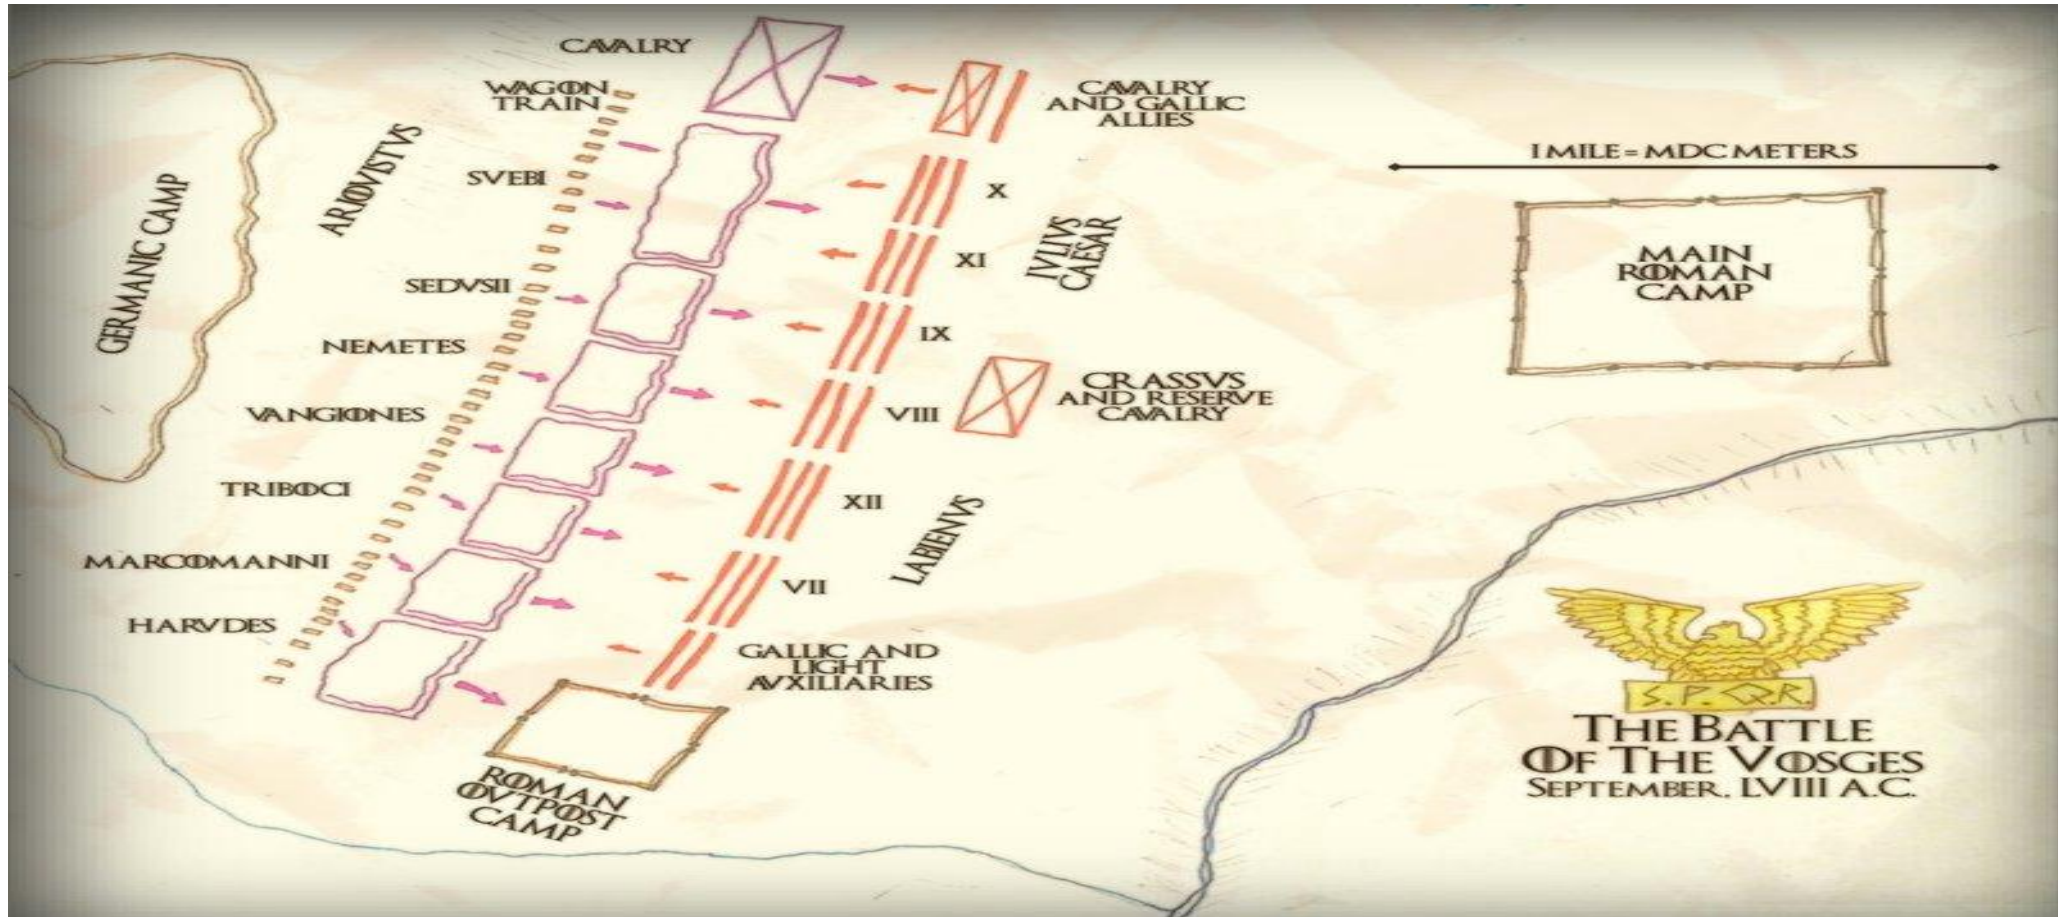 CAVALRY
WAGON
TRAIN
ARIOVISTVS
SVEBI
GERMANIC CAMP
SEDVSII
NEMETES
VANGIONES
TRIBOCI
MARCOMANNI
HARVDES
CAVALRY
AND GALLIC
ALLIES
X
XI
IVLIVS
CAESAR
IX
VIII
CRASSVS
AND RESERVE
CAVALRY
XII
LABIENVS
VII
GALLIC AND
LIGHT
AVXILIARIES
ROMAN
OVTPOST
CAMP
1 MILE = MDC METERS
MAIN
ROMAN
CAMP
S.P.Q.R.
THE BATTLE
OF THE VOSGES
SEPTEMBER. LVIII A.C.